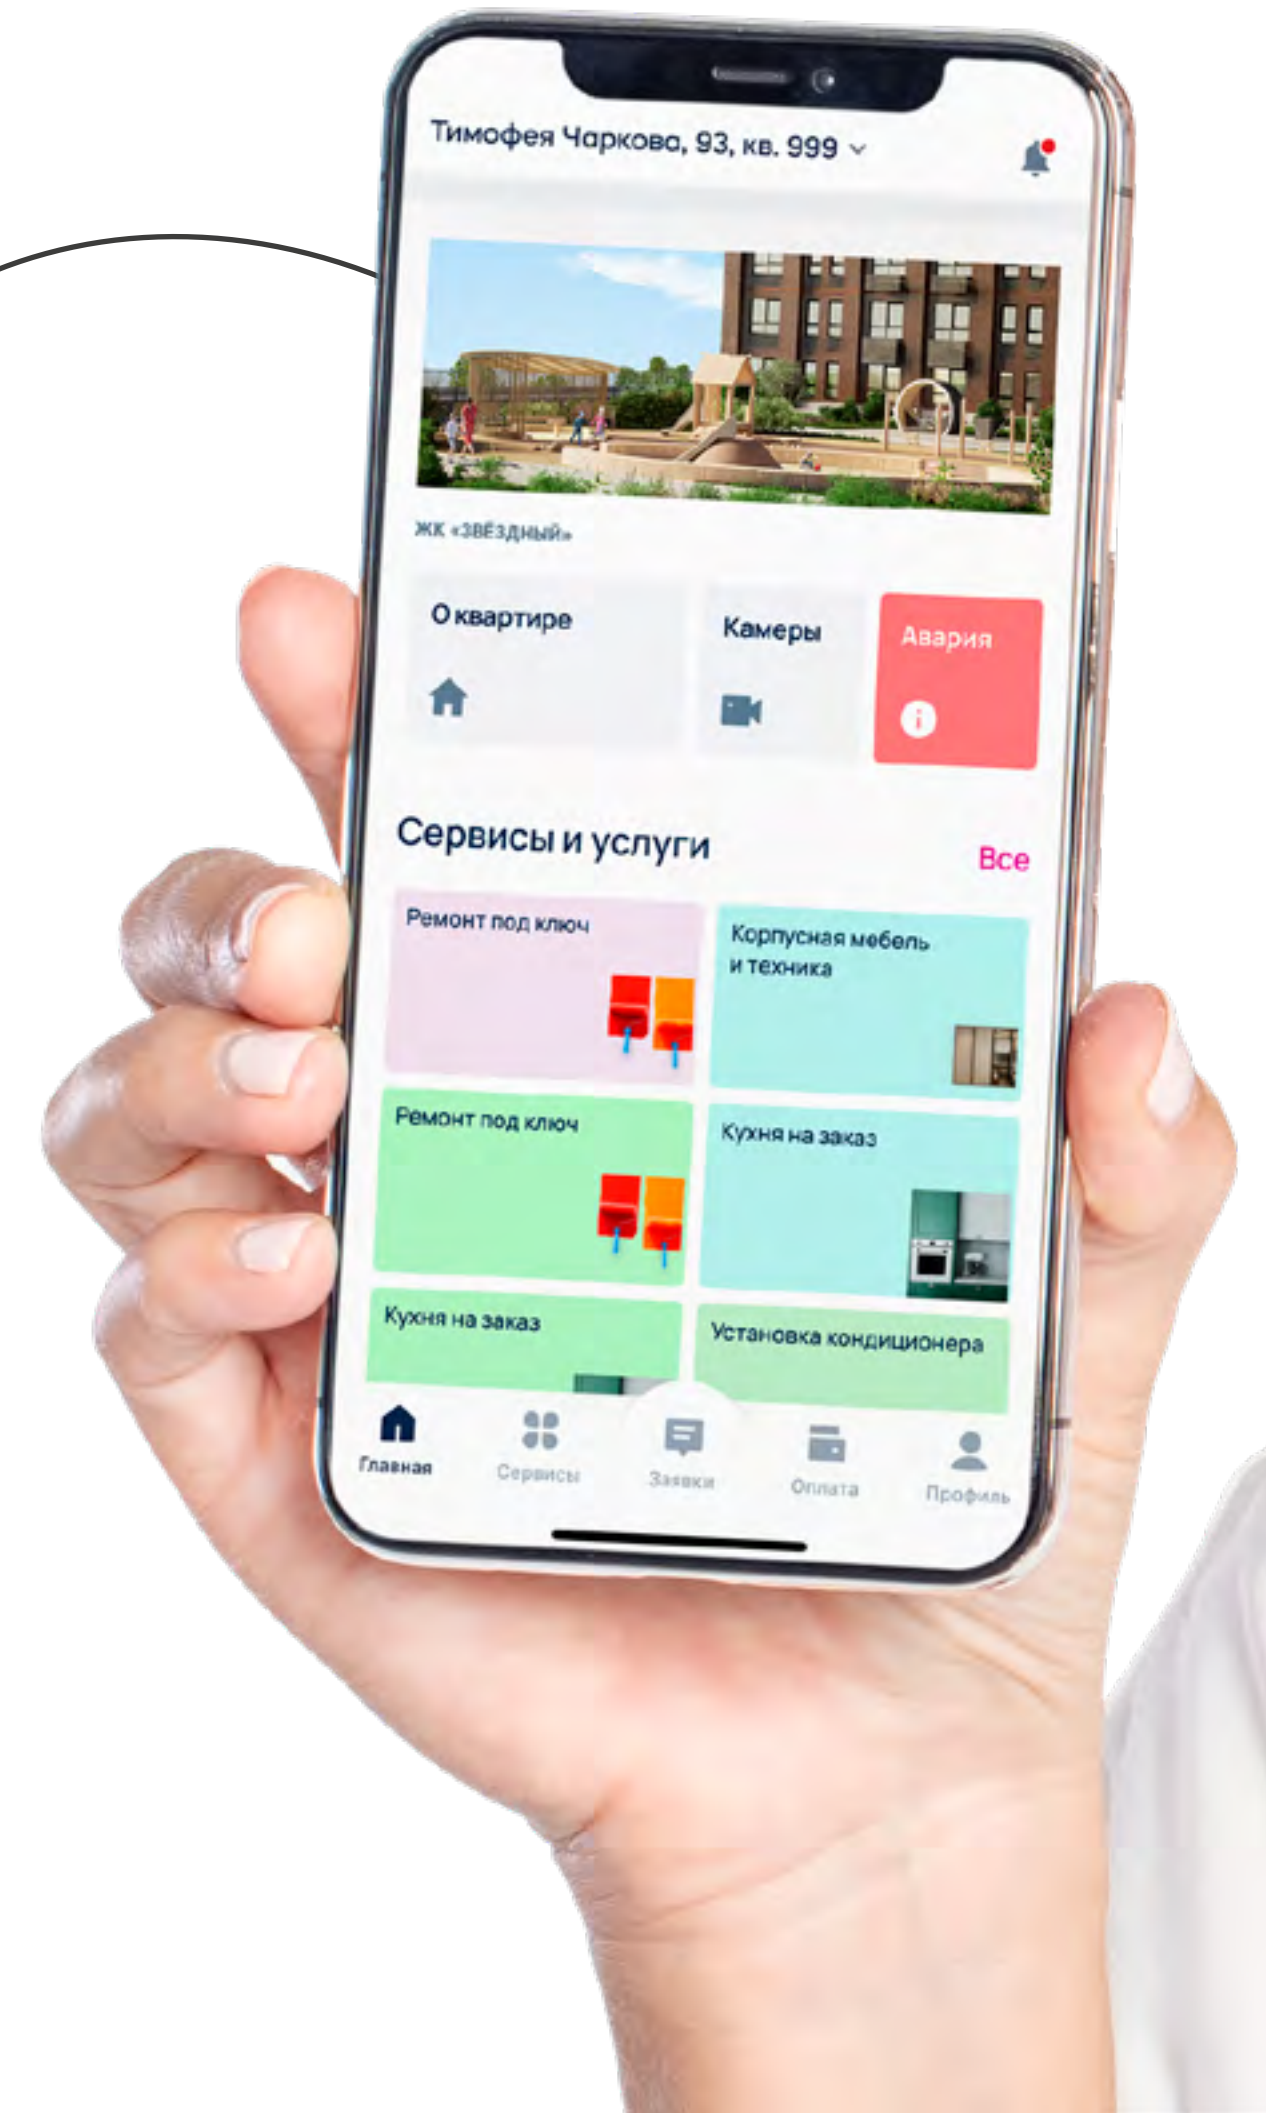 Тимофея Чаркова, 93, кв. 999
ЖК «ЗВЁЗДНЫЙ»
О квартире
Камеры
Авария
Сервисы и услуги
Все
Ремонт под ключ
Корпусная мебель
и техника
Ремонт под ключ
Кухня на заказ
Кухня на заказ
Установка кондиционера
Главная
Сервисы
Заявки
Оплата
Профиль